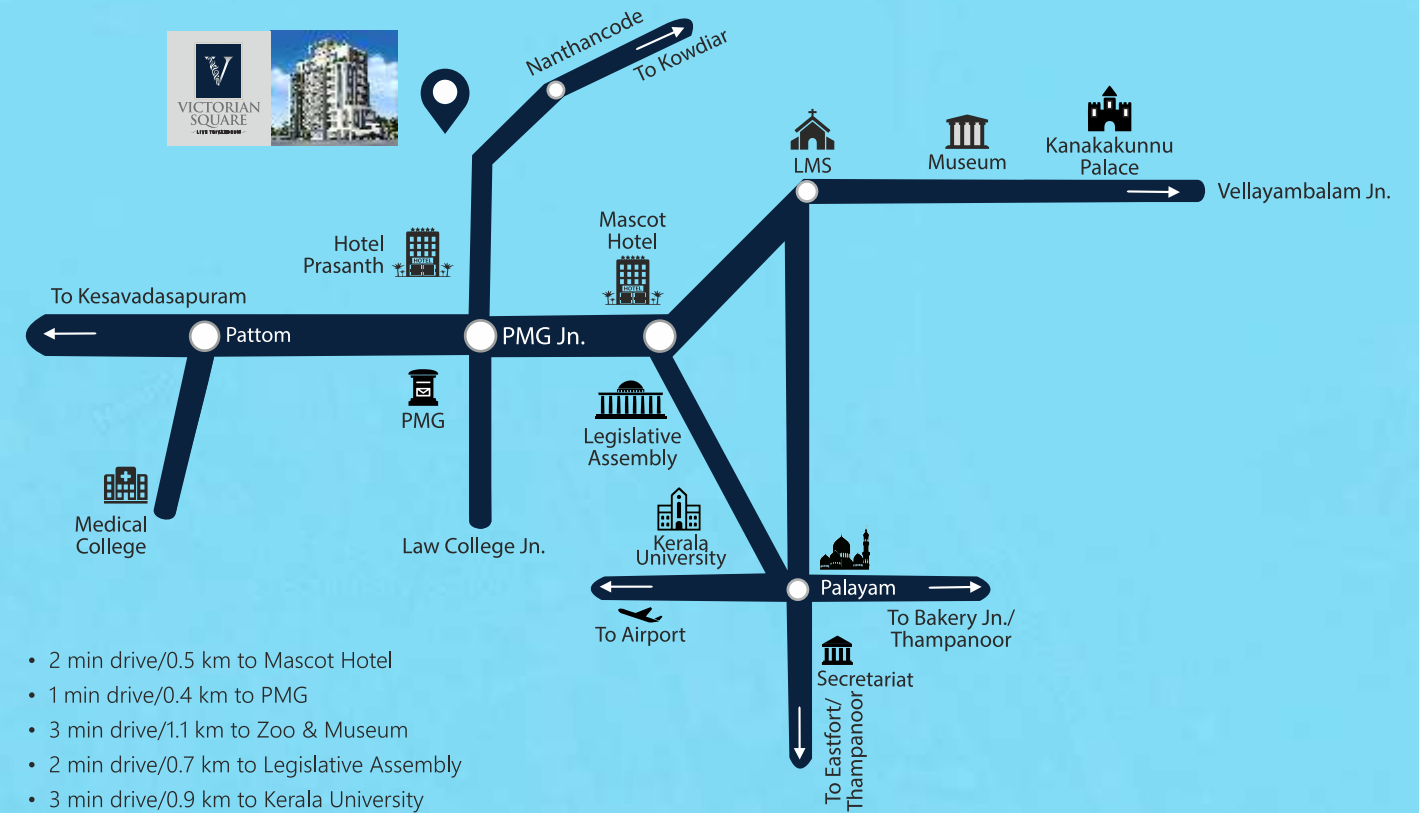 V
VICTORIAN
SQUARE
LIVE TRIVANDRUM
Nanthancode
To Kowdiar
LMS
Museum
Kanakakunnu
Palace
Vellayambalam Jn.
Hotel
Prasanth
HOTEL
Mascot
Hotel
HOTEL
To Kesavadasapuram
Pattom
PMG Jn.
PMG
Legislative
Assembly
Medical
College
Law College Jn.
Kerala
University
Palayam
To Airport
To Bakery Jn./
Thampanoor
Secretariat
To Eastfort/
Thampanoor
• 2 min drive/0.5 km to Mascot Hotel
• 1 min drive/0.4 km to PMG
• 3 min drive/1.1 km to Zoo & Museum
• 2 min drive/0.7 km to Legislative Assembly
• 3 min drive/0.9 km to Kerala University